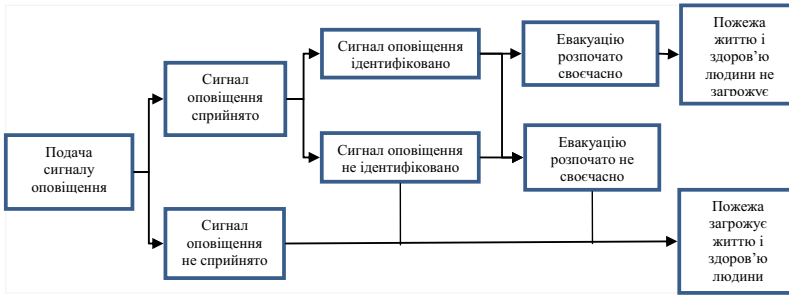 Подача
сигналу
оповіщення
Сигнал
оповіщення
сприйнято
Сигнал
оповіщення
не сприйнято
Сигнал оповіщення
ідентифіковано
Сигнал оповіщення
не ідентифіковано
Евакуацію
розпочато
своєчасно
Евакуацію
розпочато не
своєчасно
Пожежа
життю і
здоров’ю
людини не
загрожує
Пожежа
загрожує
життю і
здоров’ю
людини